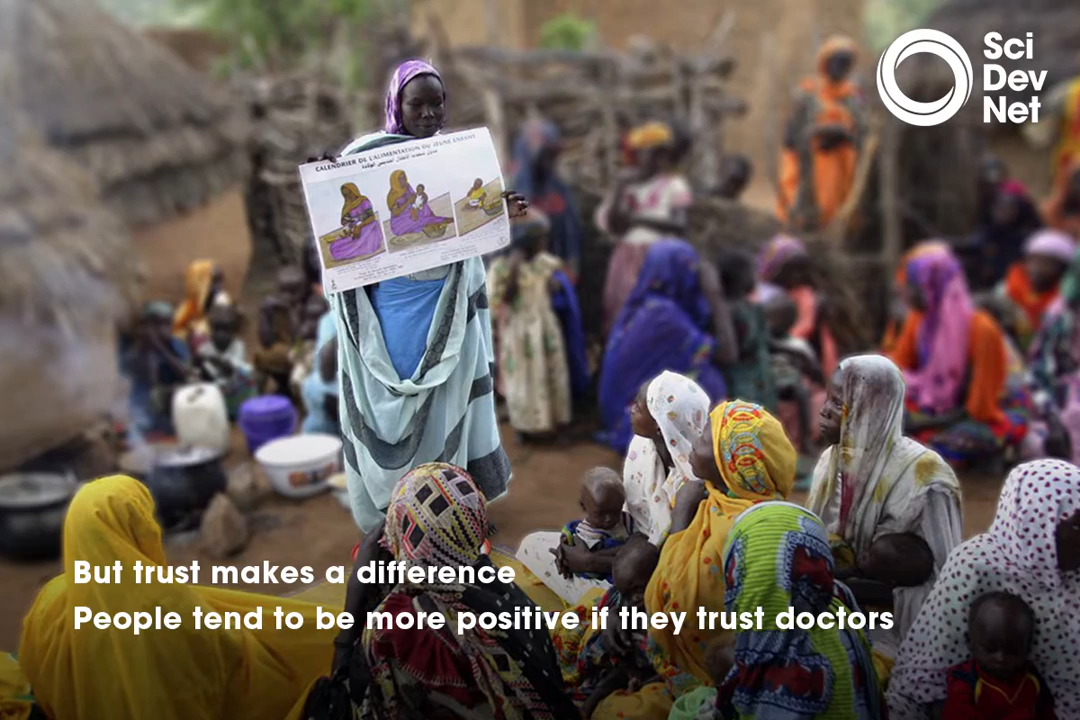 Sci
Dev
Net
CALENDRIER DE L'ALIMENTATION DU JEUNE ENFANT
But trust makes a difference
People tend to be more positive if they trust doctors